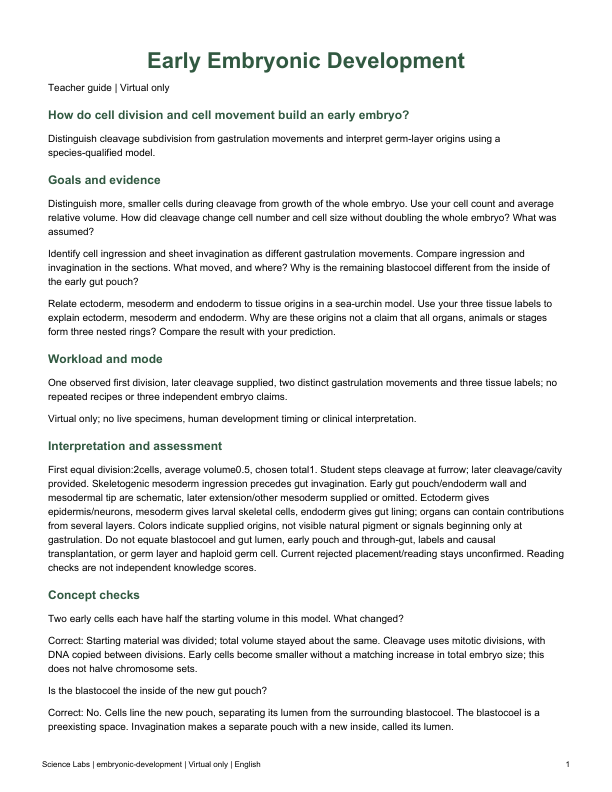 Early Embryonic Development
Teacher guide | Virtual only
How do cell division and cell movement build an early embryo?
Distinguish cleavage subdivision from gastrulation movements and interpret germ-layer origins using a
species-qualified model.
Goals and evidence
Distinguish more, smaller cells during cleavage from growth of the whole embryo. Use your cell count and average
relative volume. How did cleavage change cell number and cell size without doubling the whole embryo? What was
assumed?
Identify cell ingression and sheet invagination as different gastrulation movements. Compare ingression and
invagination in the sections. What moved, and where? Why is the remaining blastocoel different from the inside of
the early gut pouch?
Relate ectoderm, mesoderm and endoderm to tissue origins in a sea-urchin model. Use your three tissue labels to
explain ectoderm, mesoderm and endoderm. Why are these origins not a claim that all organs, animals or stages
form three nested rings? Compare the result with your prediction.
Workload and mode
One observed first division, later cleavage supplied, two distinct gastrulation movements and three tissue labels; no
repeated recipes or three independent embryo claims.
Virtual only; no live specimens, human development timing or clinical interpretation.
Interpretation and assessment
First equal division:2cells, average volume0.5, chosen total1. Student steps cleavage at furrow; later cleavage/cavity
provided. Skeletogenic mesoderm ingression precedes gut invagination. Early gut pouch/endoderm wall and
mesodermal tip are schematic, later extension/other mesoderm supplied or omitted. Ectoderm gives
epidermis/neurons, mesoderm gives larval skeletal cells, endoderm gives gut lining; organs can contain contributions
from several layers. Colors indicate supplied origins, not visible natural pigment or signals beginning only at
gastrulation. Do not equate blastocoel and gut lumen, early pouch and through-gut, labels and causal
transplantation, or germ layer and haploid germ cell. Current rejected placement/reading stays unconfirmed. Reading
checks are not independent knowledge scores.
Concept checks
Two early cells each have half the starting volume in this model. What changed?
Correct: Starting material was divided; total volume stayed about the same. Cleavage uses mitotic divisions, with
DNA copied between divisions. Early cells become smaller without a matching increase in total embryo size; this
does not halve chromosome sets.
Is the blastocoel the inside of the new gut pouch?
Correct: No. Cells line the new pouch, separating its lumen from the surrounding blastocoel. The blastocoel is a
preexisting space. Invagination makes a separate pouch with a new inside, called its lumen.
Science Labs | embryonic-development | Virtual only | English
1